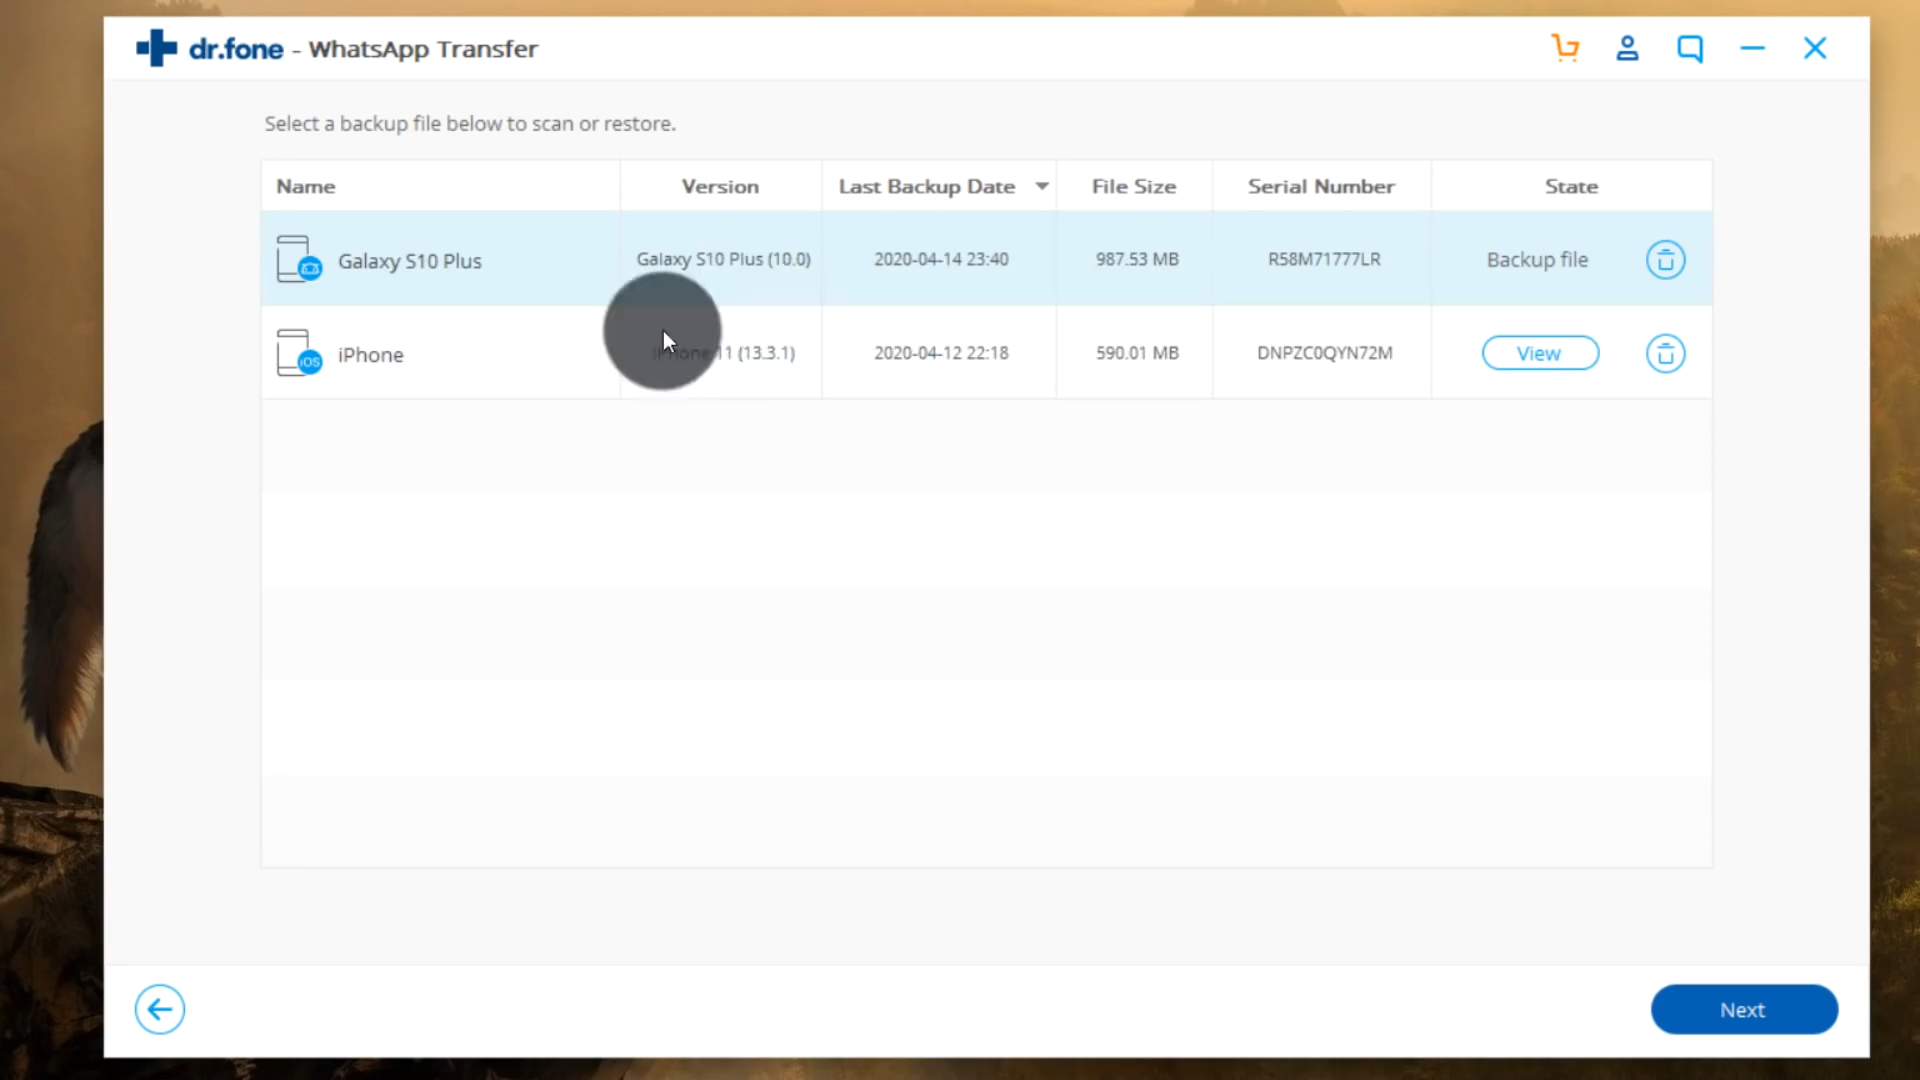 dr.fone - WhatsApp Transfer
Select a backup file below to scan or restore.
Name Version Last Backup Date File Size Serial Number State
Galaxy S10 Plus Galaxy S10 Plus (10.0) 2020-04-14 23:40 987.53 MB R58M71777LR Backup file
iPhone iPhone 11 (13.3.1) 2020-04-12 22:18 590.01 MB DNPZC0QYN72M View
iOS
Next